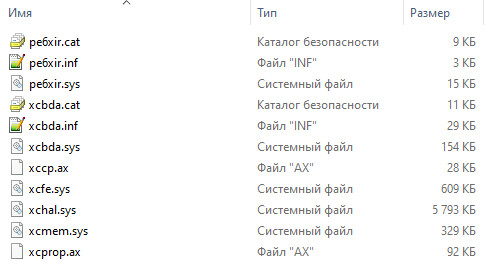 Имя Тип Размер
pe6xir.cat Каталог безопасности 9 КБ
pe6xir.inf Файл "INF" 3 КБ
pe6xir.sys Системный файл 15 КБ
xcbda.cat Каталог безопасности 11 КБ
xcbda.inf Файл "INF" 29 КБ
xcbda.sys Системный файл 154 КБ
xccp.ax Файл "AX" 28 КБ
xcfe.sys Системный файл 609 КБ
xchal.sys Системный файл 5 793 КБ
xcmem.sys Системный файл 329 КБ
xcprop.ax Файл "AX" 92 КБ